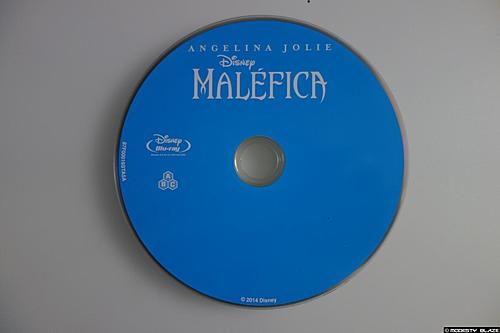 ANGELINA JOLIE
Disney
MALÉFICA
Disney
Blu-ray
A
B C
© 2014 Disney
© MODESTY BLAZE